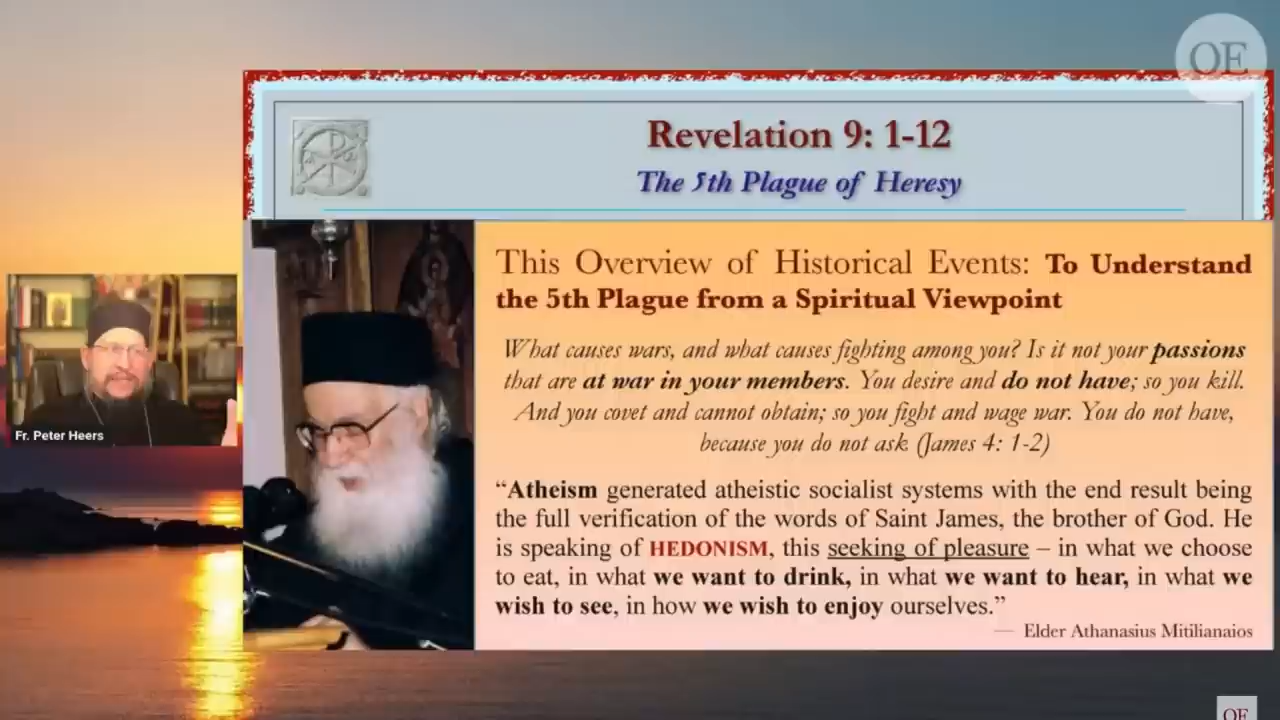 OE
Revelation 9: 1-12
The 5th Plague of Heresy
This Overview of Historical Events: To Understand
the 5th Plague from a Spiritual Viewpoint
What causes wars, and what causes fighting among you? Is it not your passions
that are at war in your members. You desire and do not have; so you kill.
And you covet and cannot obtain; so you fight and wage war. You do not have,
because you do not ask (James 4: 1-2)
“Atheism generated atheistic socialist systems with the end result being
the full verification of the words of Saint James, the brother of God. He
is speaking of HEDONISM, this seeking of pleasure – in what we choose
to eat, in what we want to drink, in what we want to hear, in what we
wish to see, in how we wish to enjoy ourselves.”
— Elder Athanasius Mitilianaios
Fr. Peter Heers
OE